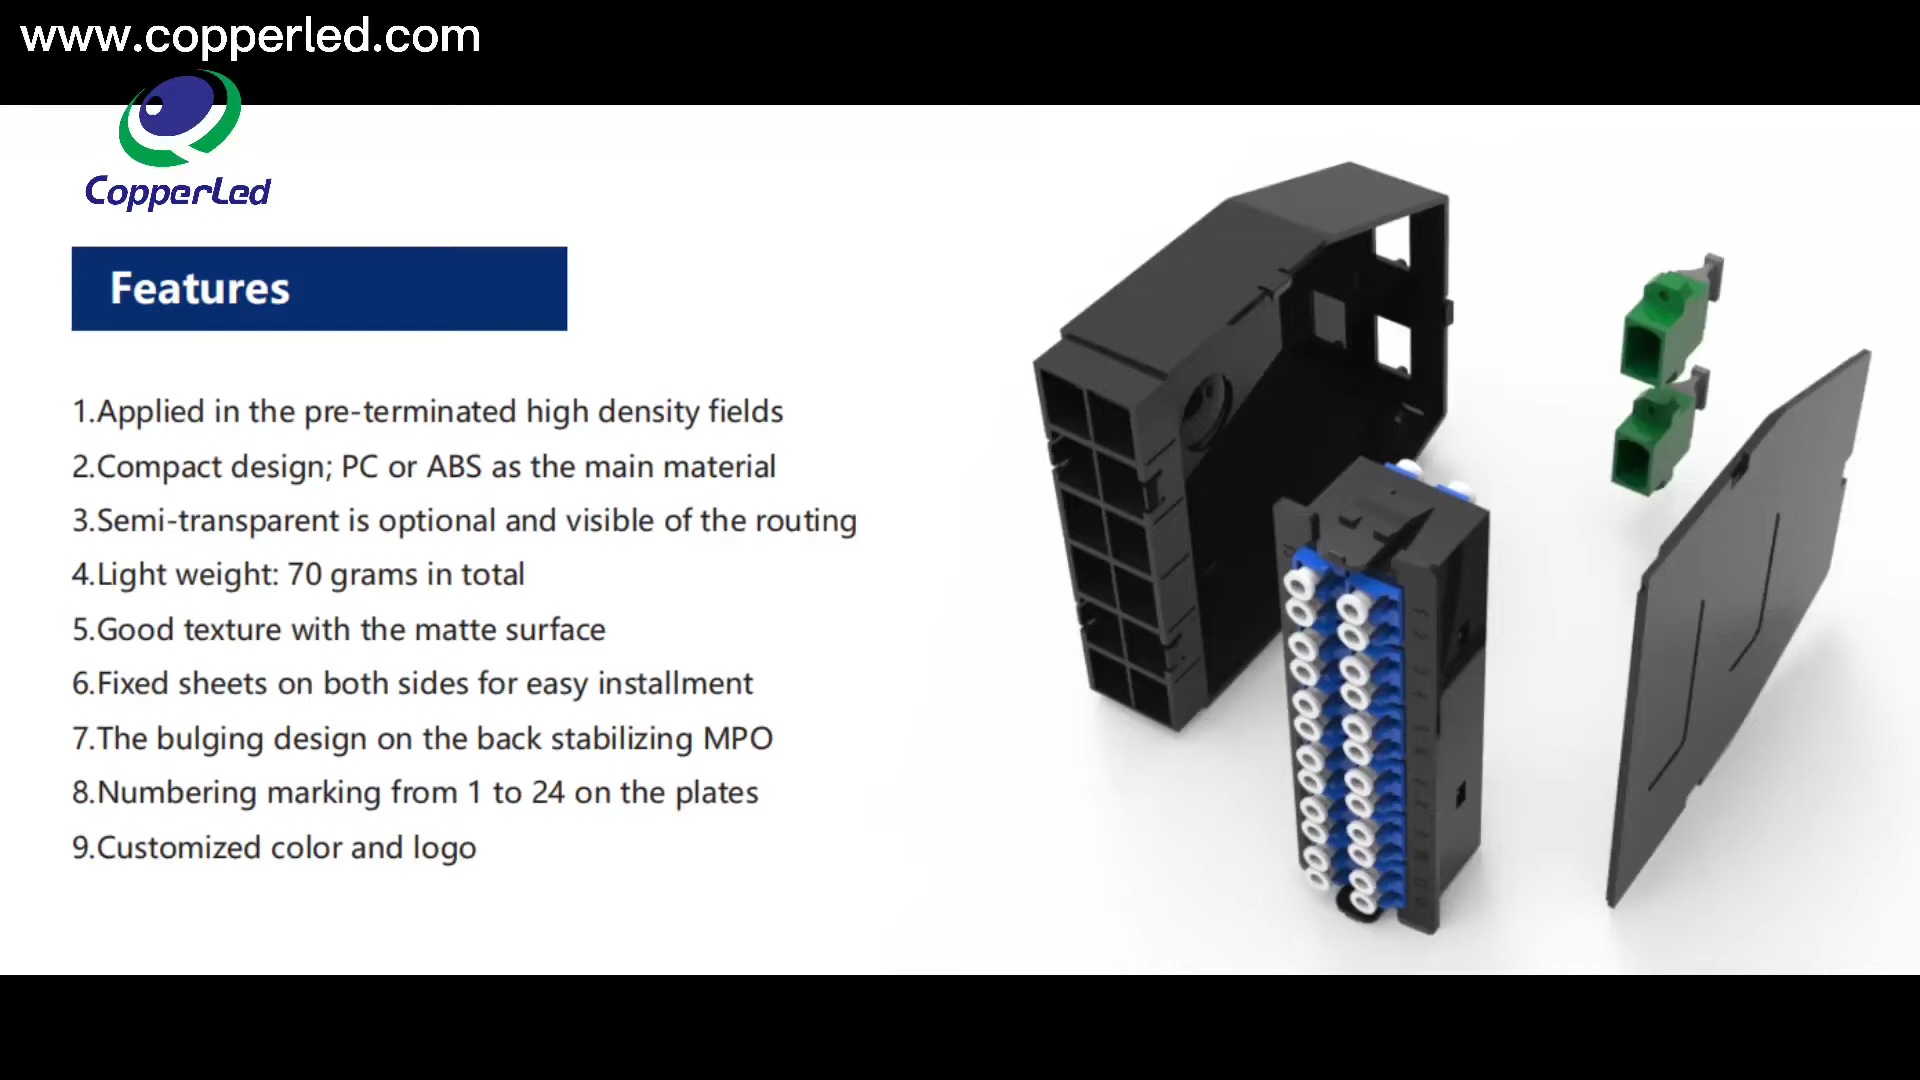 www.copperled.com
CopperLed
Features
1.Applied in the pre-terminated high density fields
2.Compact design; PC or ABS as the main material
3.Semi-transparent is optional and visible of the routing
4.Light weight: 70 grams in total
5.Good texture with the matte surface
6.Fixed sheets on both sides for easy installment
7.The bulging design on the back stabilizing MPO
8.Numbering marking from 1 to 24 on the plates
9.Customized color and logo